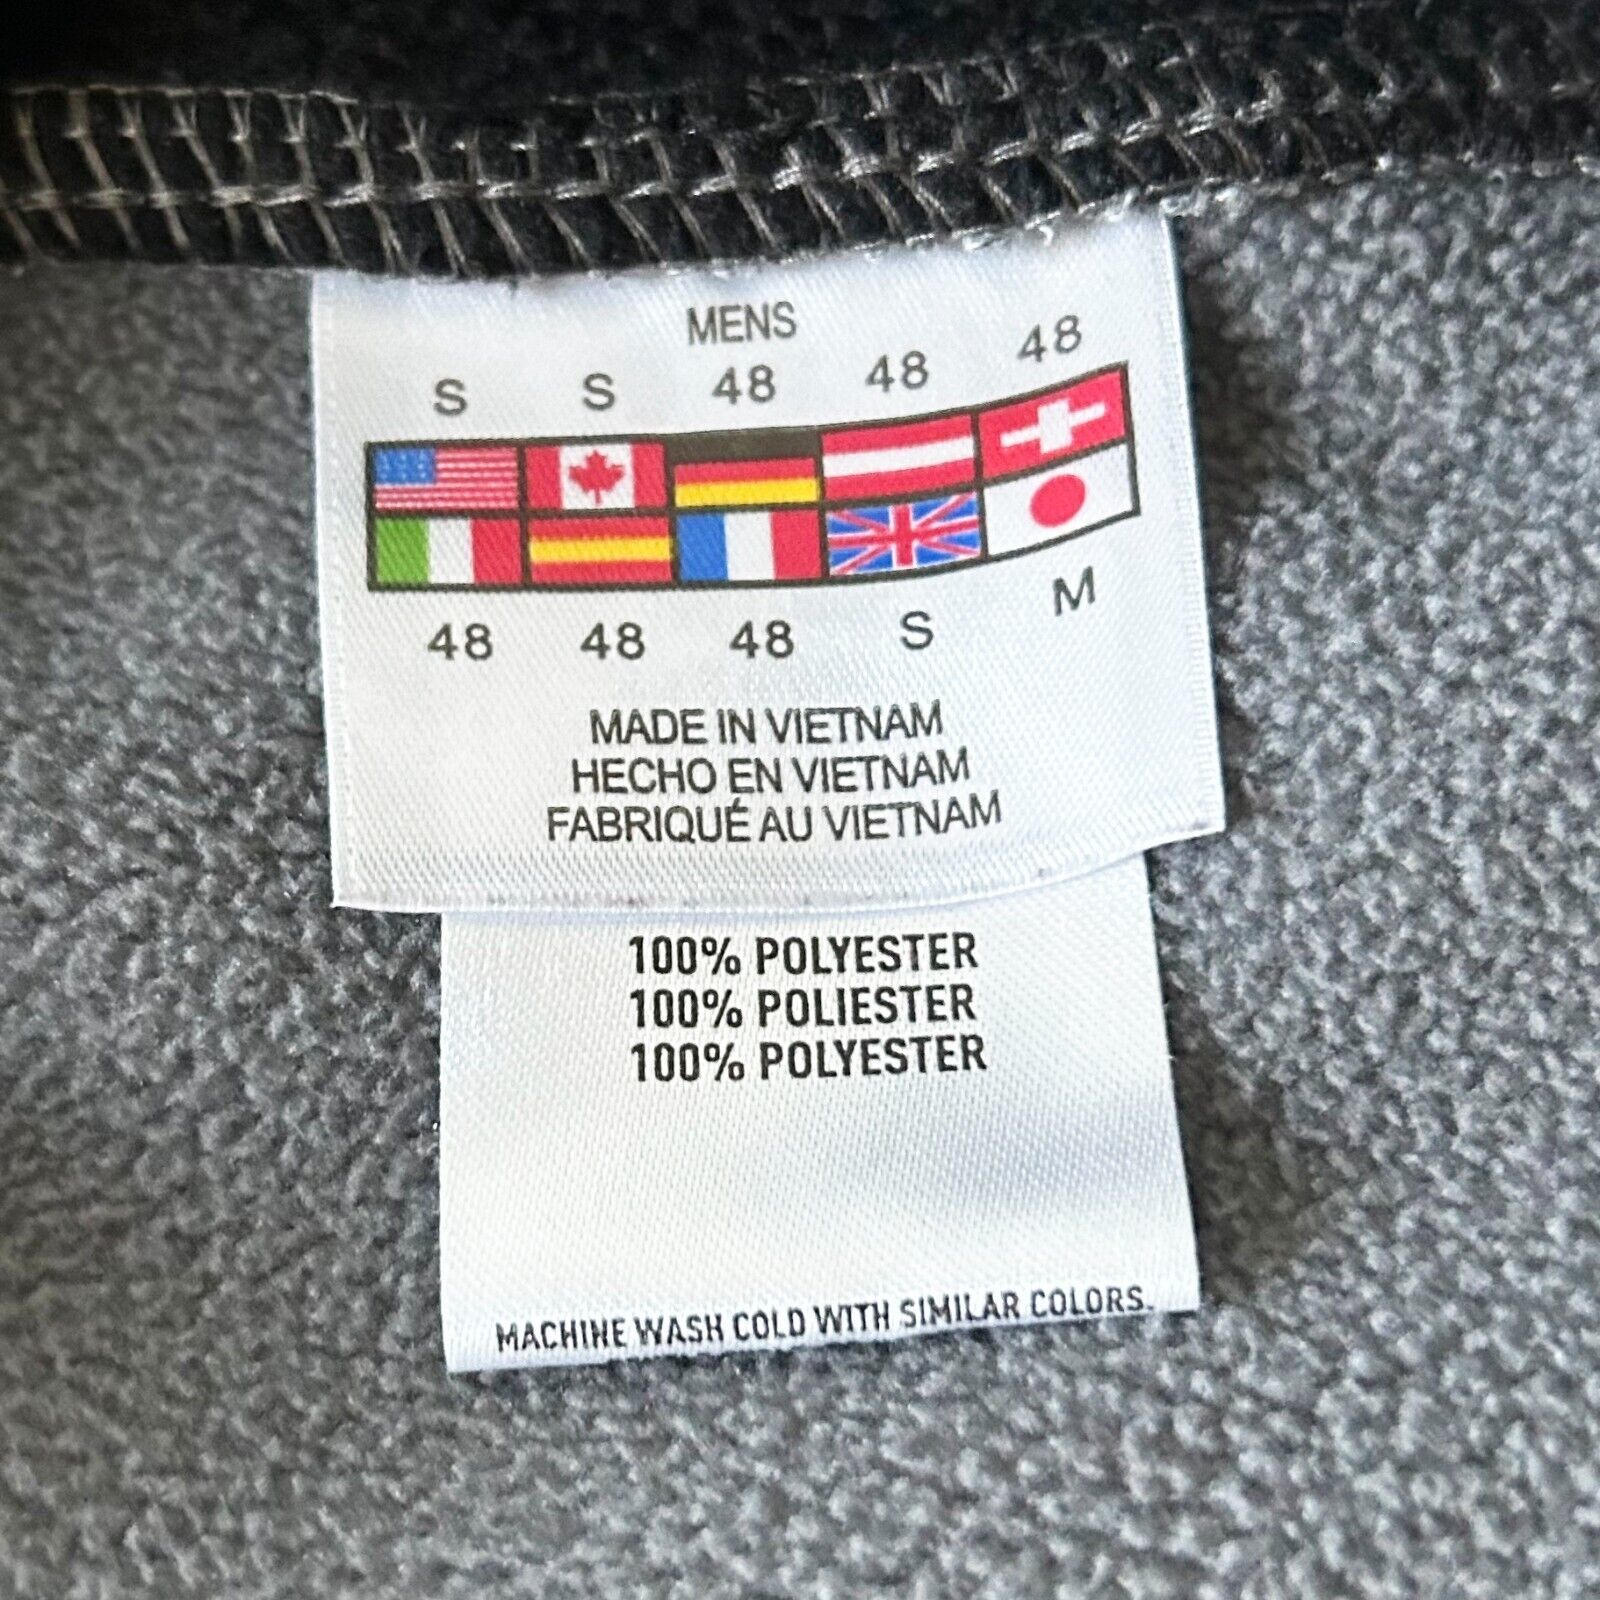 MENS
S S 48 48 48
48 48 48 S M
MADE IN VIETNAM
HECHO EN VIETNAM
FABRIQUÉ AU VIETNAM
100% POLYESTER
100% POLIESTER
100% POLYESTER
MACHINE WASH COLD WITH SIMILAR COLORS.